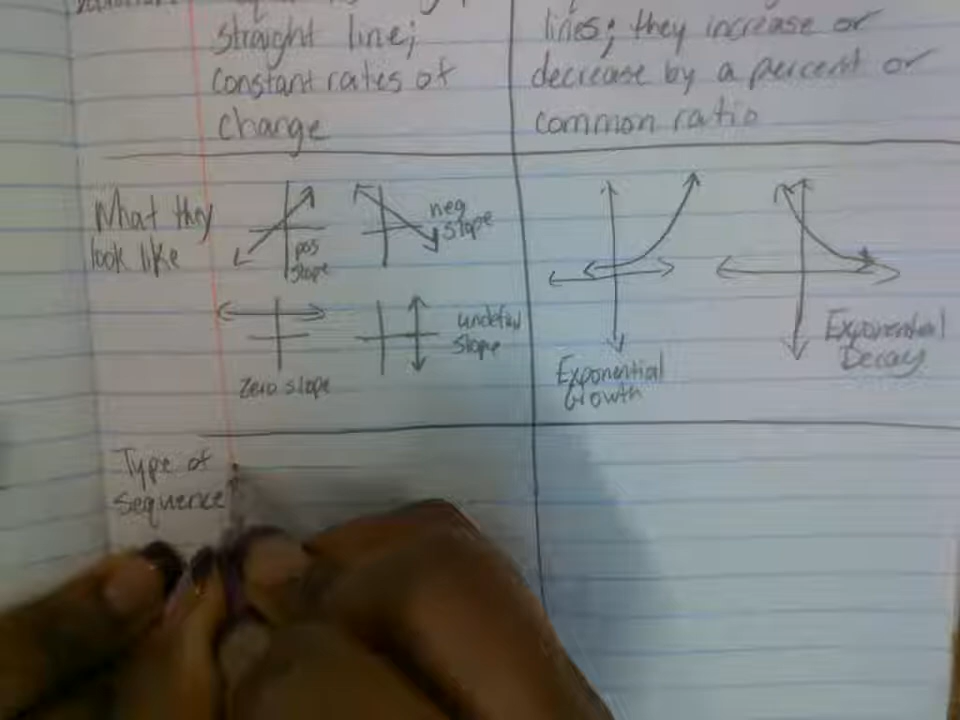 straight line;
constant rates of
change
lines; they increase or
decrease by a percent or
common ratio
What they
look like
pos
slope
neg
slope
Zero slope
slope
Exponential
Growth
Exponential
Decay
Type of
sequence